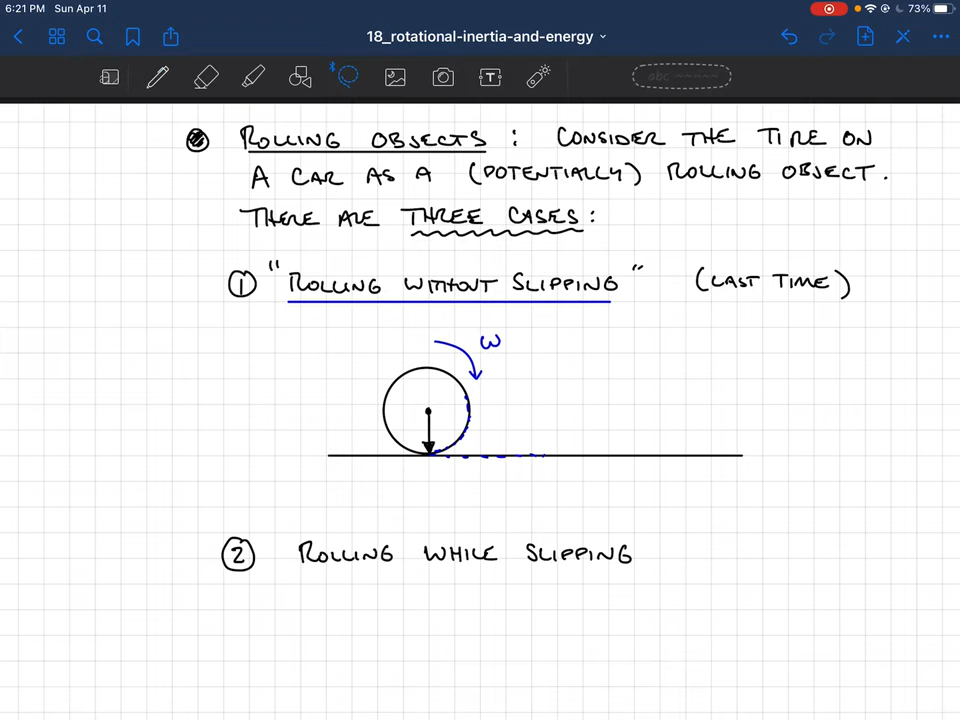 6:21 PM Sun Apr 11
73%
18_rotational-inertia-and-energy
T
abc
ROLLING OBJECTS : CONSIDER THE TIRE ON
A CAR AS A (POTENTIALLY) ROLLING OBJECT.
THERE ARE THREE CASES:
① "ROLLING WITHOUT SLIPPING" (LAST TIME)
ω
② ROLLING WHILE SLIPPING